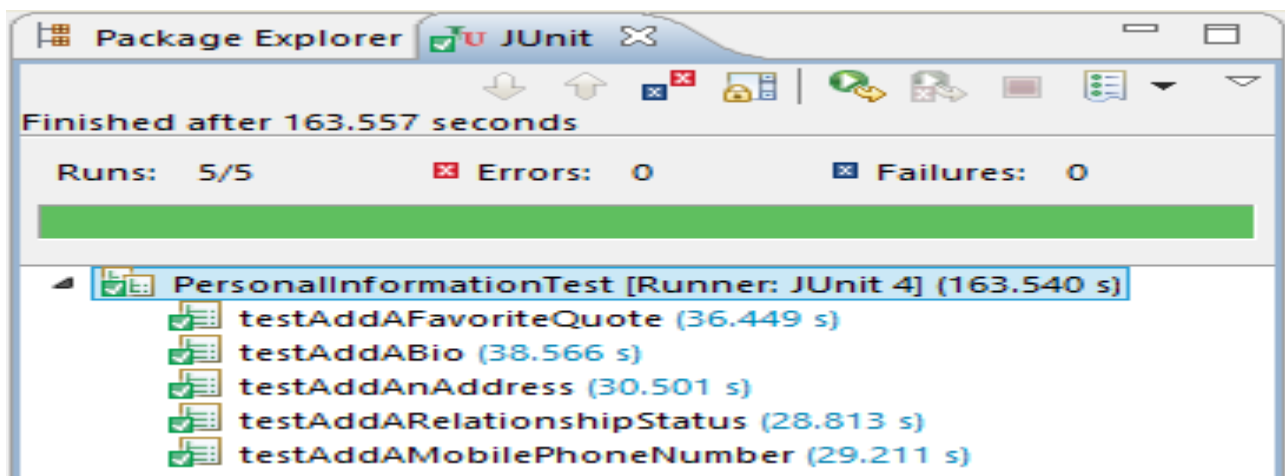 Package Explorer JUnit
Finished after 163.557 seconds
Runs: 5/5 Errors: 0 Failures: 0
PersonalInformationTest [Runner: JUnit 4] (163.540 s)
testAddAFavoriteQuote (36.449 s)
testAddABio (38.566 s)
testAddAnAddress (30.501 s)
testAddARelationshipStatus (28.813 s)
testAddAMobilePhoneNumber (29.211 s)